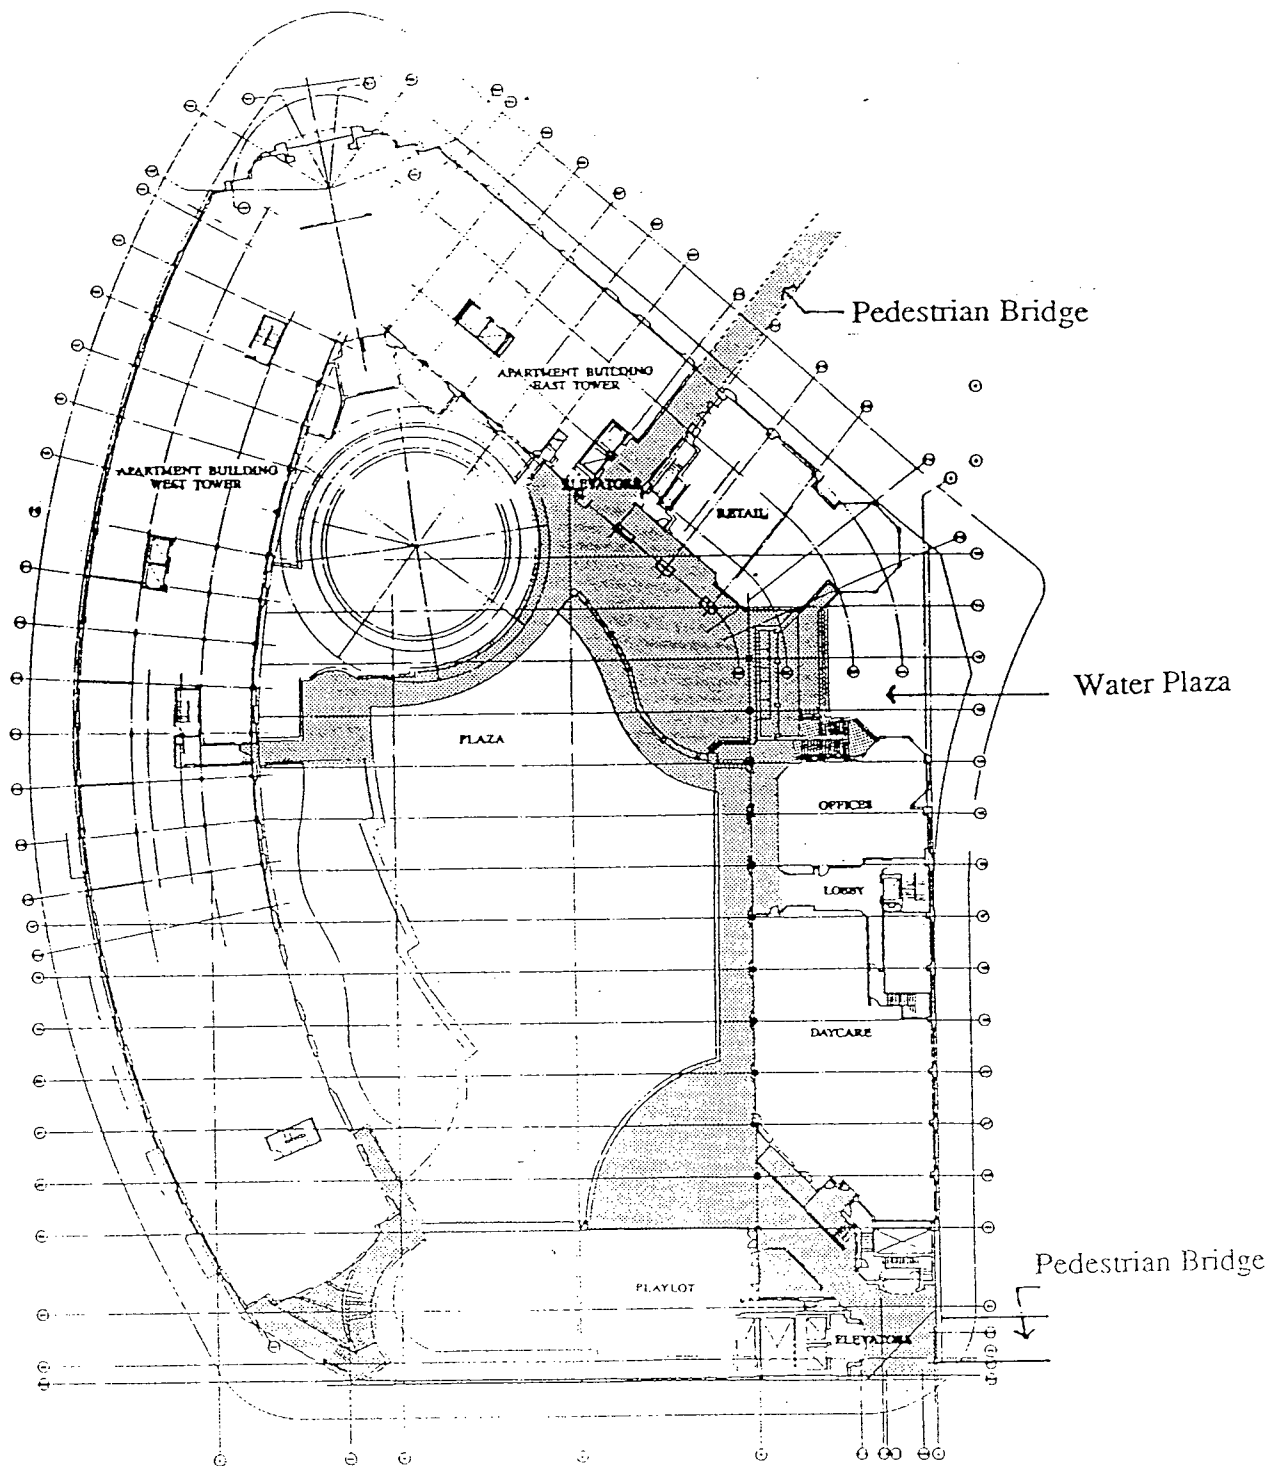 Pedestrian Bridge
APARTMENT BUILDING
EAST TOWER
APARTMENT BUILDING
WEST TOWER
ELEVATORS
RETAIL
Water Plaza
PLAZA
OFFICES
LOBBY
DAYCARE
Pedestrian Bridge
PLAYLOT
ELEVATORS